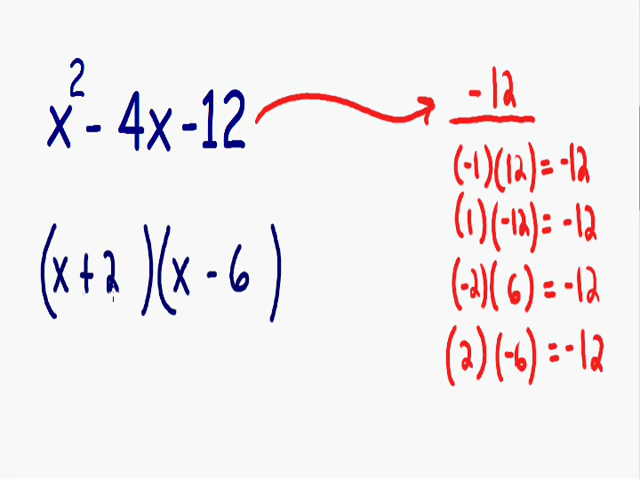 x² - 4x - 12
(x + 2 )(x - 6 )
-12
(-1)(12) = -12
(1)(-12) = -12
(-2)(6) = -12
(2)(-6) = -12